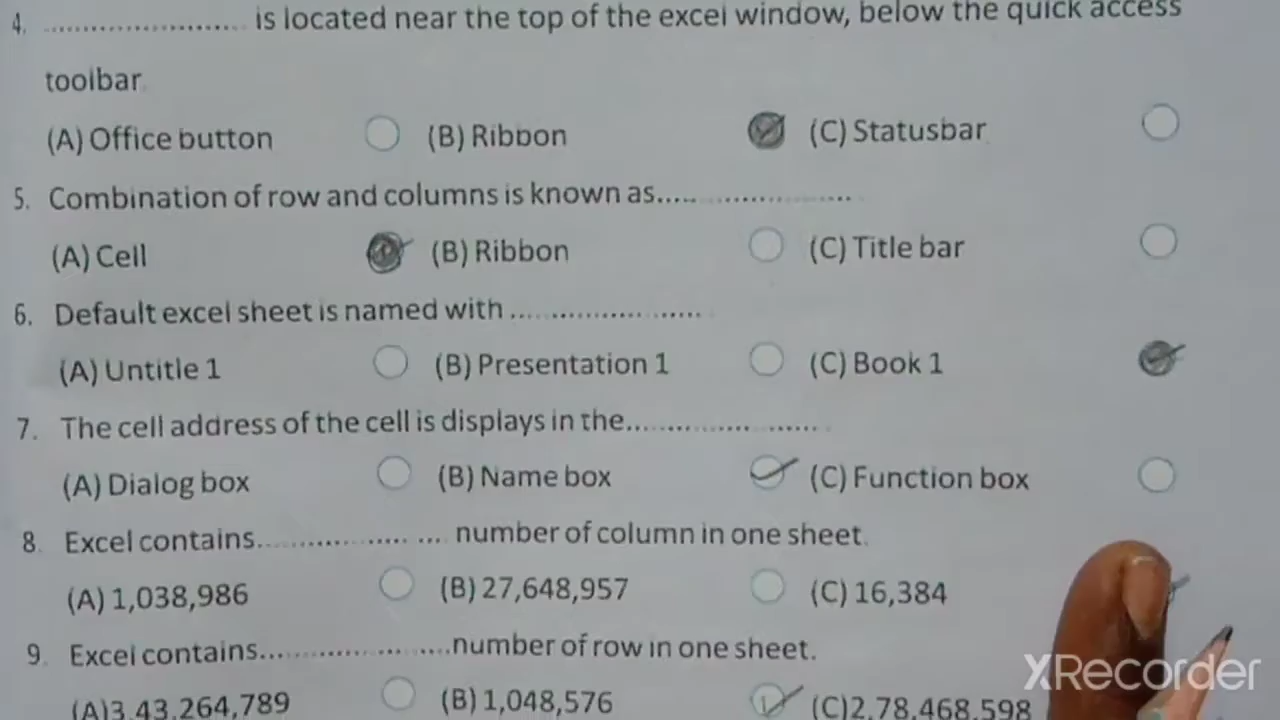 4. ........................ is located near the top of the excel window, below the quick access
toolbar.
(A) Office button (B) Ribbon (C) Statusbar
5. Combination of row and columns is known as........................
(A) Cell (B) Ribbon (C) Title bar
6. Default excel sheet is named with ........................
(A) Untitle 1 (B) Presentation 1 (C) Book 1
7. The cell address of the cell is displays in the........................
(A) Dialog box (B) Name box (C) Function box
8. Excel contains........................ number of column in one sheet.
(A) 1,038,986 (B) 27,648,957 (C) 16,384
9. Excel contains........................number of row in one sheet.
(A)3,43,264,789 (B) 1,048,576 (C)2,78,468,598
XRecorder